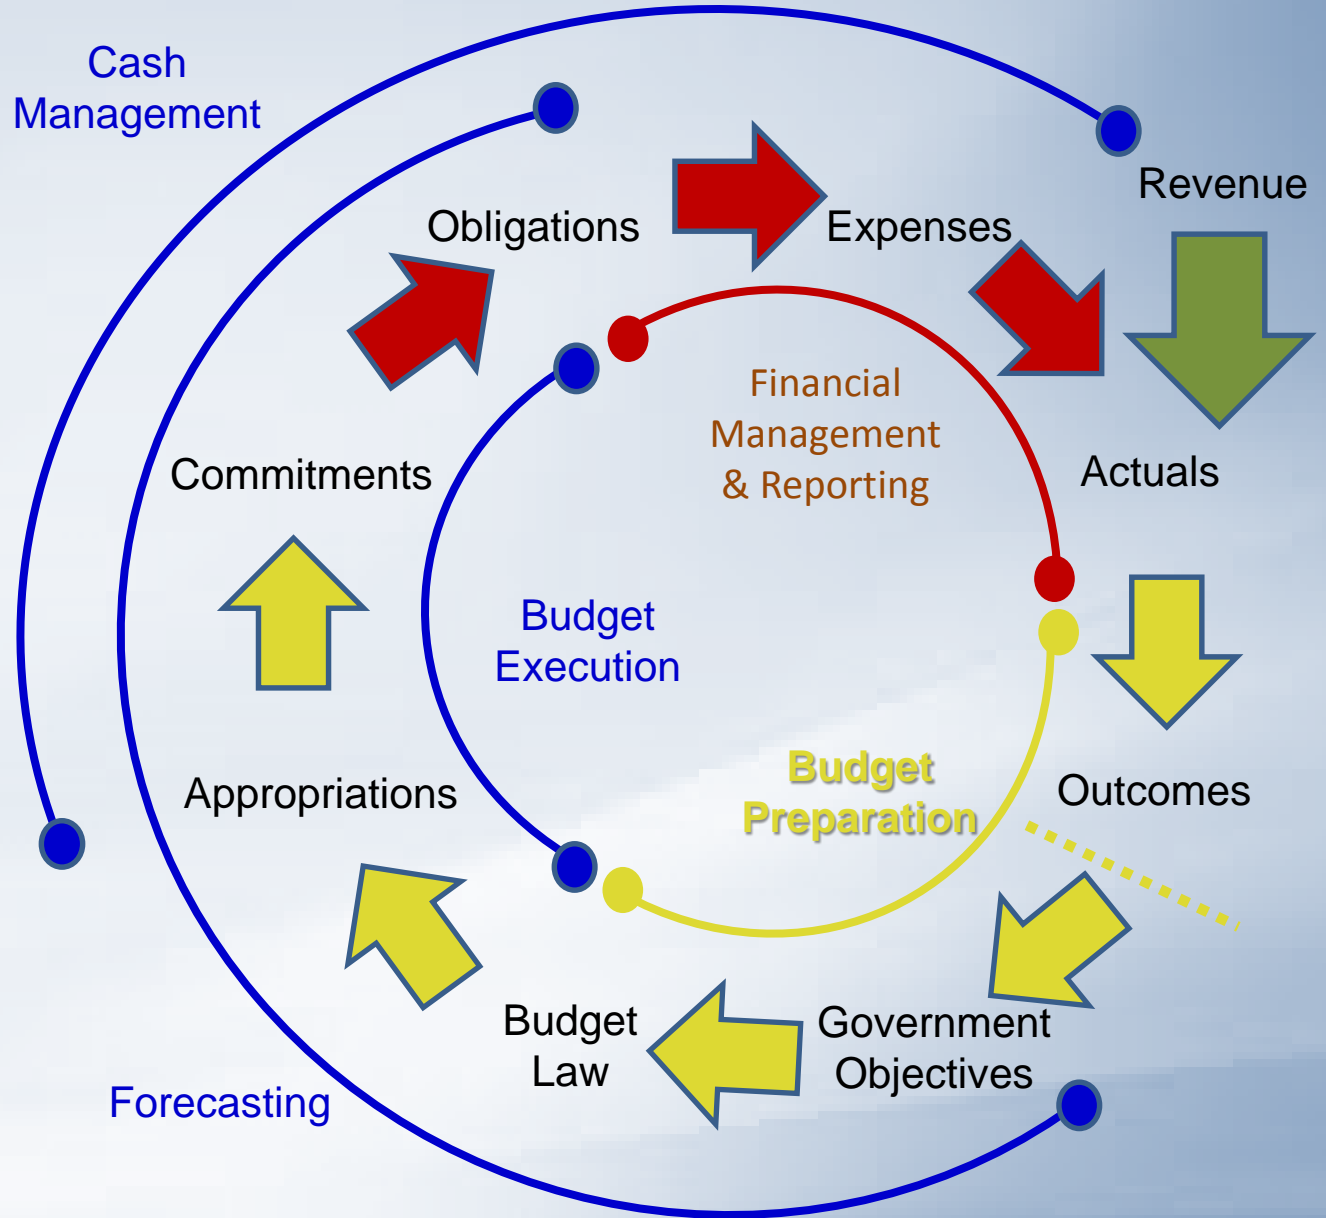 Cash
Management
Revenue
Obligations
Expenses
Financial
Management
& Reporting
Commitments
Actuals
Budget
Execution
Budget
Preparation
Appropriations
Outcomes
Budget
Law
Government
Objectives
Forecasting